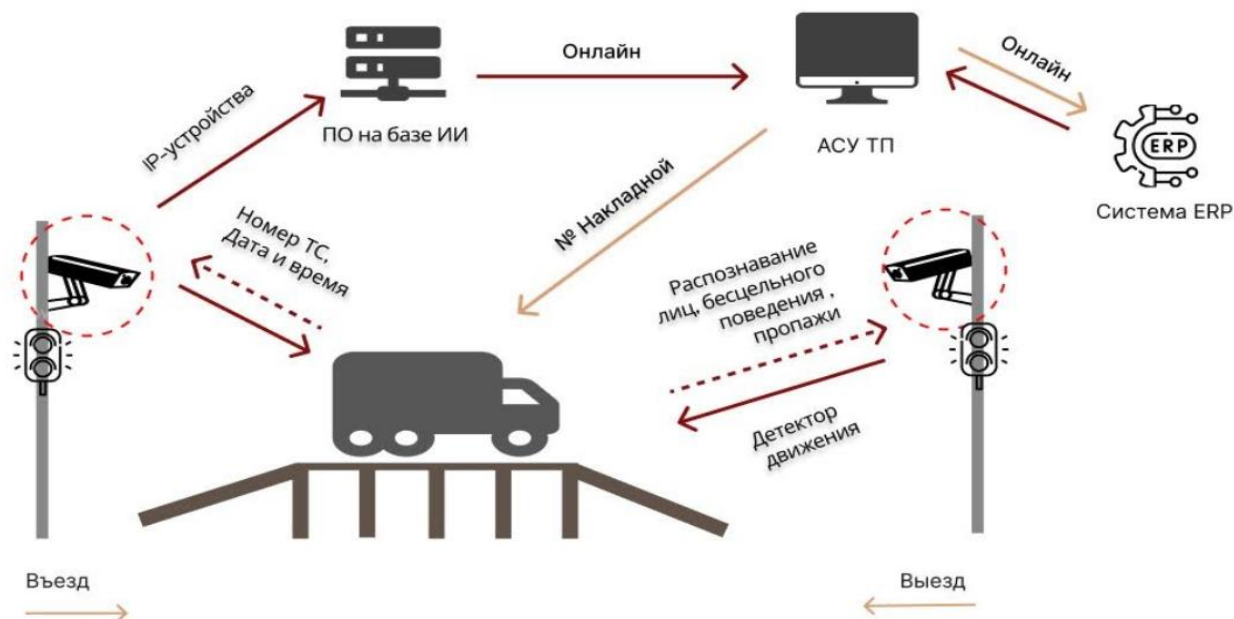 Онлайн
Онлайн
IP-устройства
ПО на базе ИИ
АСУ ТП
ERP
Система ERP
№ Накладной
Номер ТС,
Дата и время
Распознавание
лиц, бесцельного
поведения ,
пропажи
Детектор
движения
Въезд
Выезд